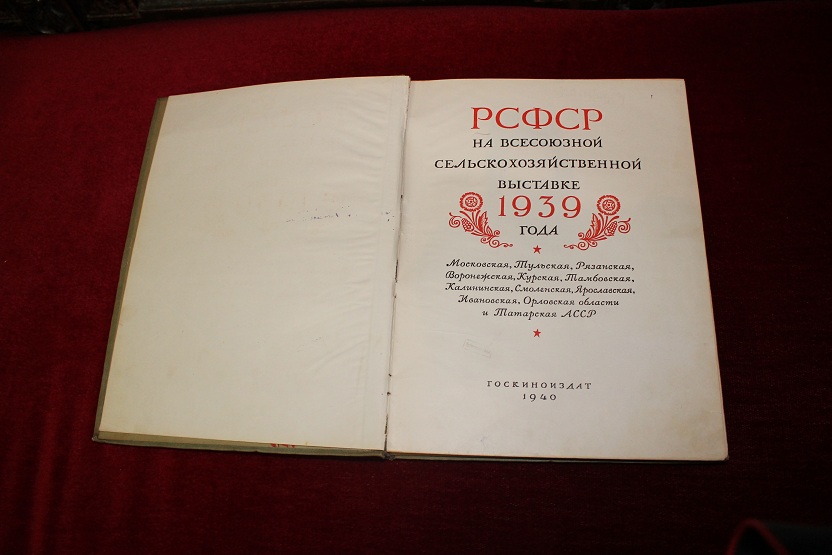 РСФСР
НА ВСЕСОЮЗНОЙ
СЕЛЬСКОХОЗЯЙСТВЕННОЙ
ВЫСТАВКЕ
1939
ГОДА
Московская, Тульская, Рязанская,
Воронежская, Курская, Тамбовская,
Калининская, Смоленская, Ярославская,
Ивановская, Орловская области
и Татарская АССР
ГОСКИНОИЗДАТ
1940